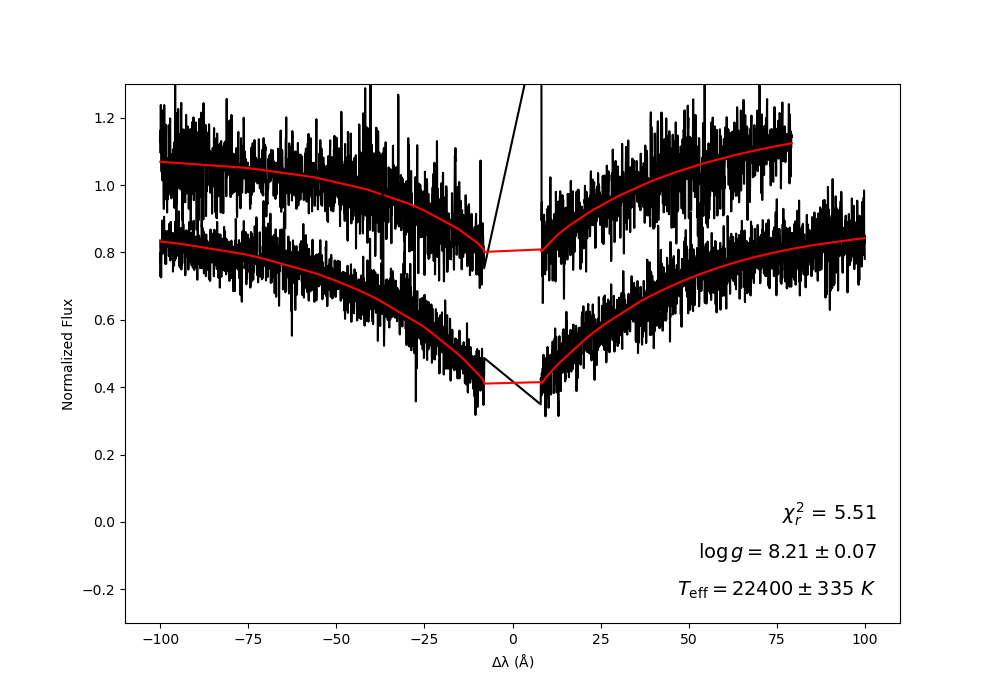 1.2
1.0
0.8
0.6
0.4
0.2
0.0
−0.2
Normalized Flux
χ²ᵣ = 5.51
log g = 8.21 ± 0.07
T_eff = 22400 ± 335 K
−100 −75 −50 −25 0 25 50 75 100
Δλ (Å)